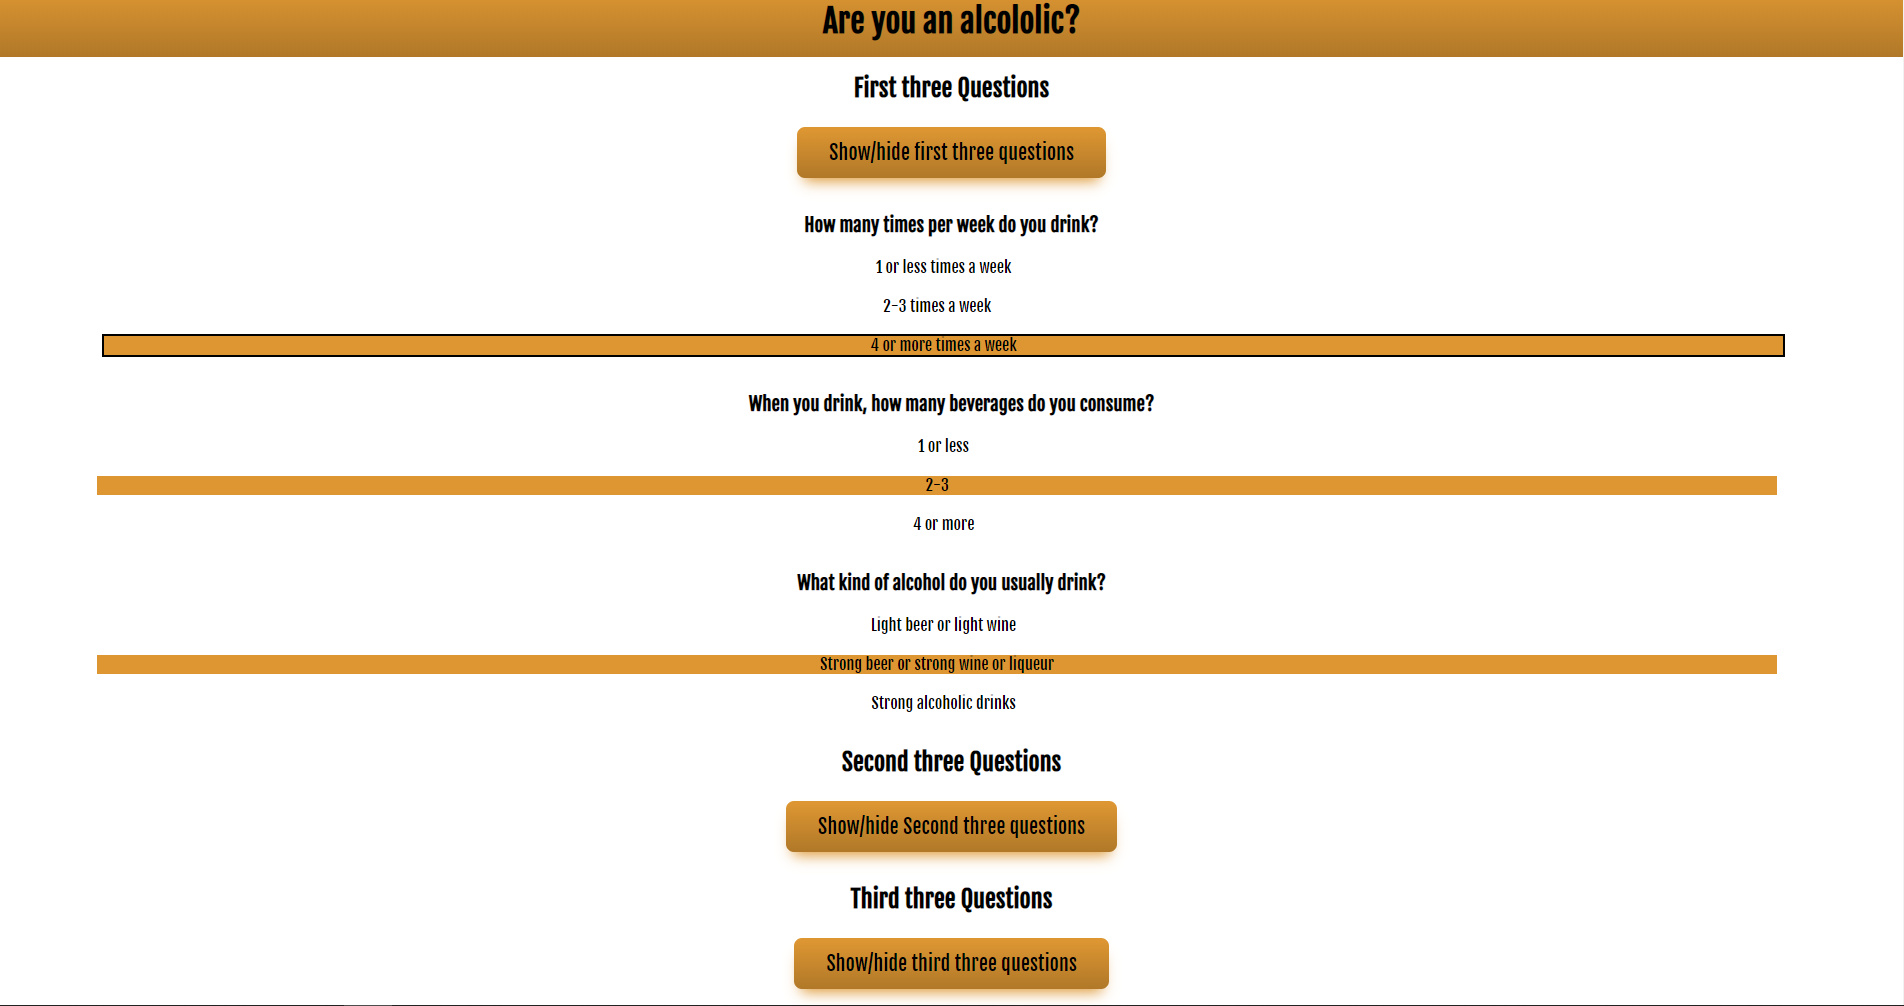 Are you an alcololic?
First three Questions
Show/hide first three questions
How many times per week do you drink?
1 or less times a week
2-3 times a week
4 or more times a week
When you drink, how many beverages do you consume?
1 or less
2-3
4 or more
What kind of alcohol do you usually drink?
Light beer or light wine
Strong beer or strong wine or liqueur
Strong alcoholic drinks
Second three Questions
Show/hide Second three questions
Third three Questions
Show/hide third three questions